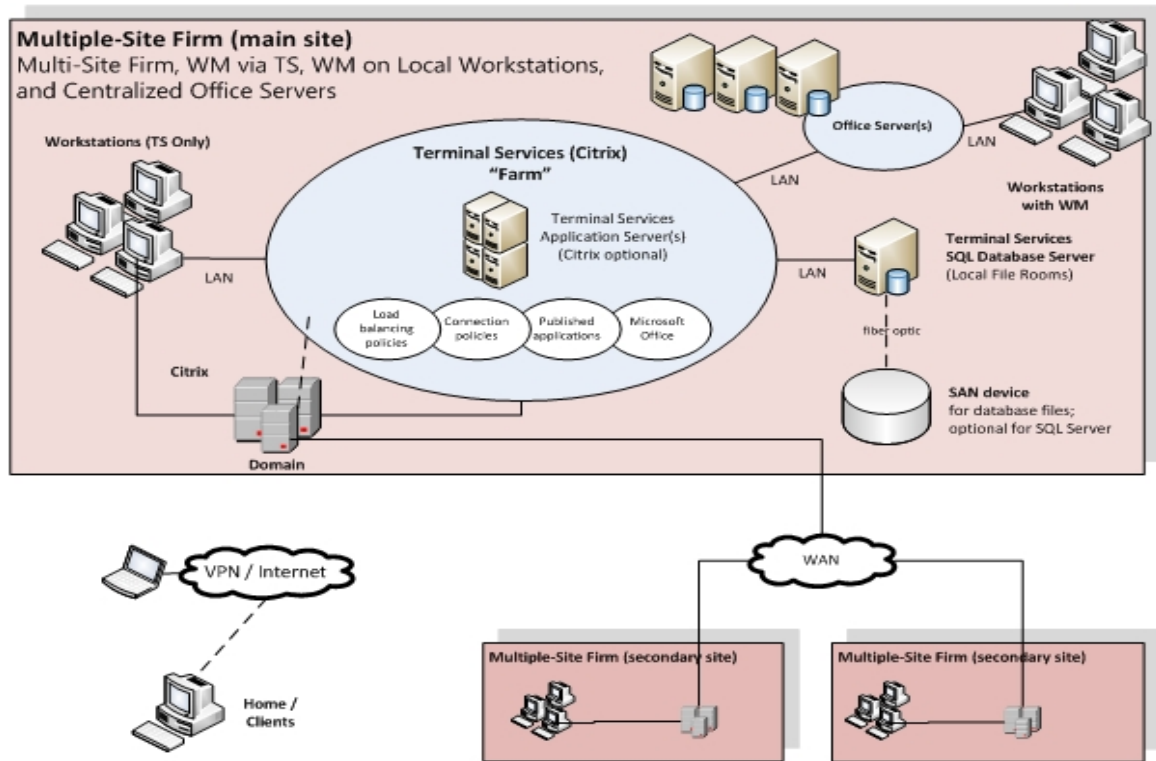 Multiple-Site Firm (main site)
Multi-Site Firm, WM via TS, WM on Local Workstations,
and Centralized Office Servers
Workstations (TS Only)
LAN
Terminal Services (Citrix)
“Farm”
Terminal Services
Application Server(s)
(Citrix optional)
Load
balancing
policies
Connection
policies
Published
applications
Microsoft
Office
Office Server(s)
LAN
LAN
Workstations
with WM
LAN
Terminal Services
SQL Database Server
(Local File Rooms)
fiber optic
SAN device
for database files;
optional for SQL Server
Citrix
Domain
VPN / Internet
Home /
Clients
WAN
Multiple-Site Firm (secondary site)
Multiple-Site Firm (secondary site)